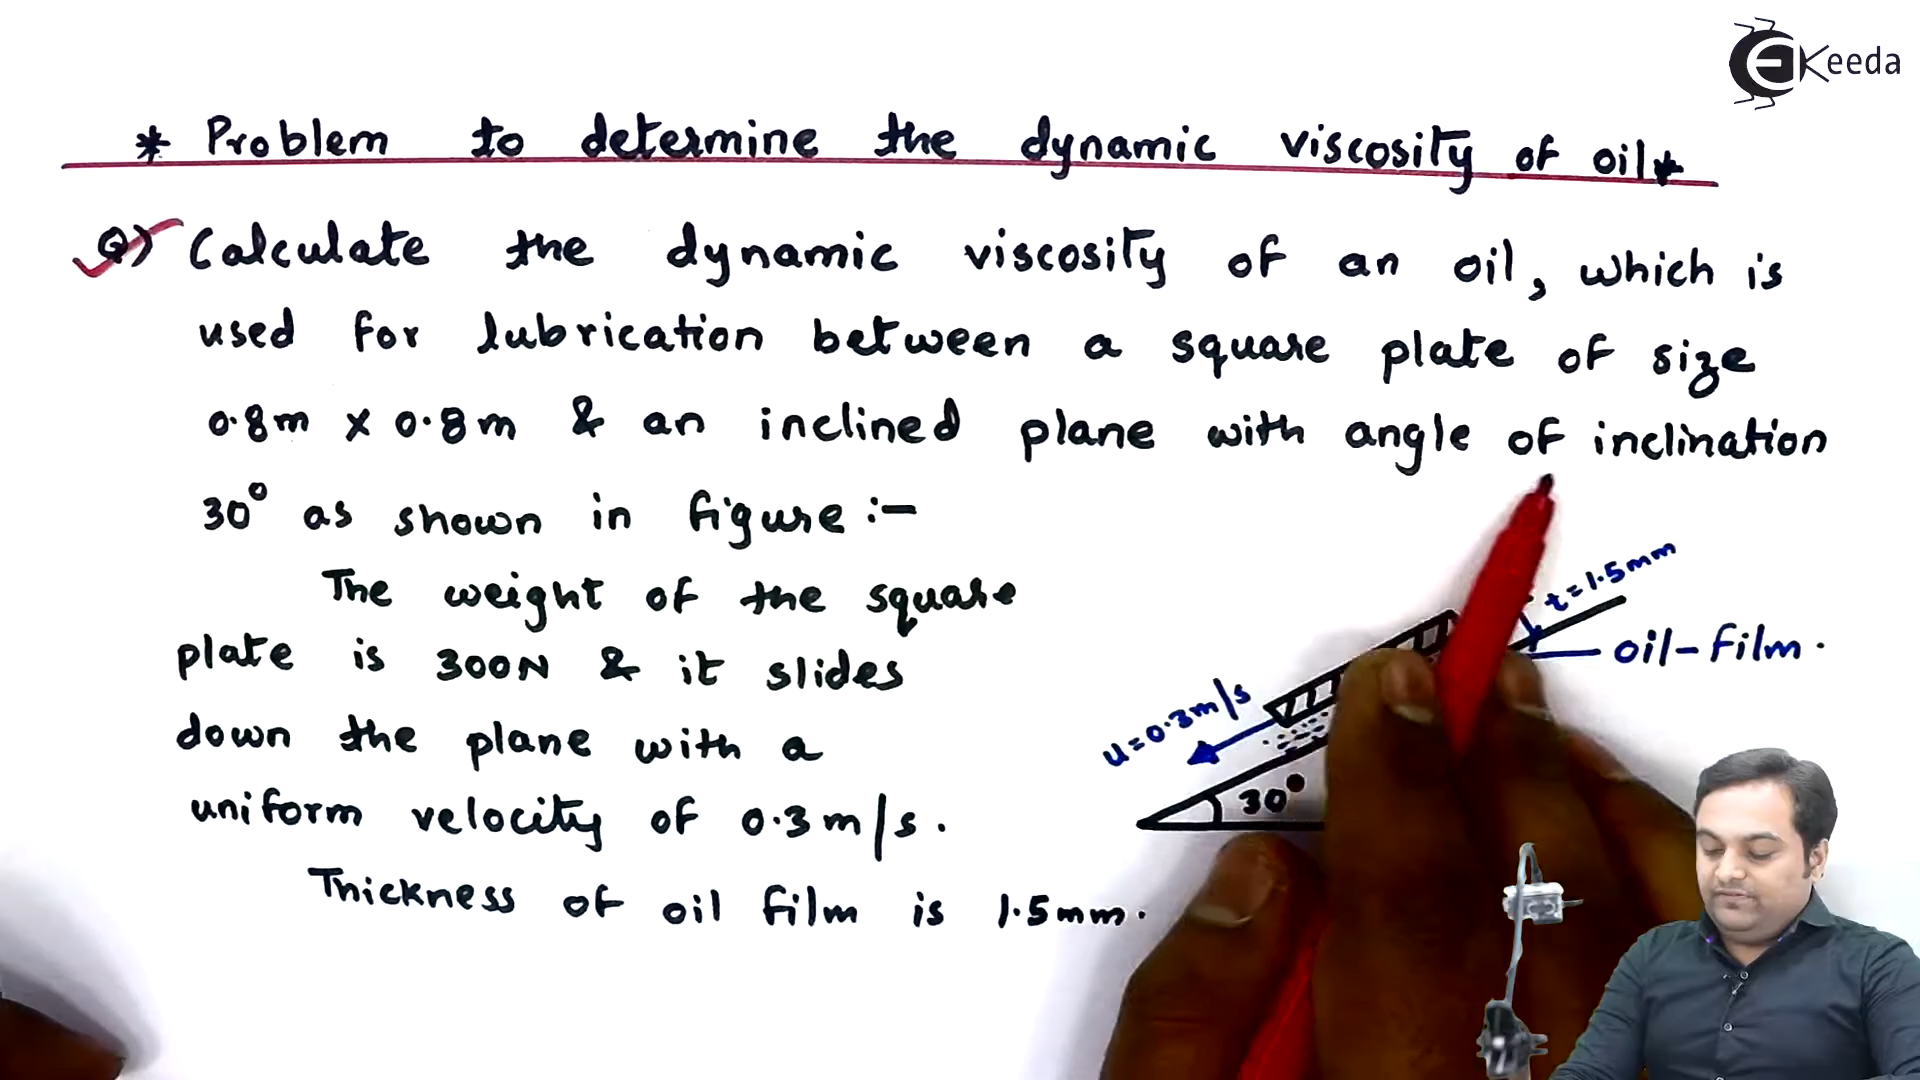 EKeeda
* Problem to determine the dynamic viscosity of oil *
Q) Calculate the dynamic viscosity of an oil, which is
used for lubrication between a square plate of size
0.8m x 0.8m & an inclined plane with angle of inclination
30° as shown in figure :-
The weight of the square
plate is 300N & it slides
down the plane with a
uniform velocity of 0.3 m/s.
Thickness of oil film is 1.5mm.
t=1.5mm
oil-film.
u=0.3m/s
30°